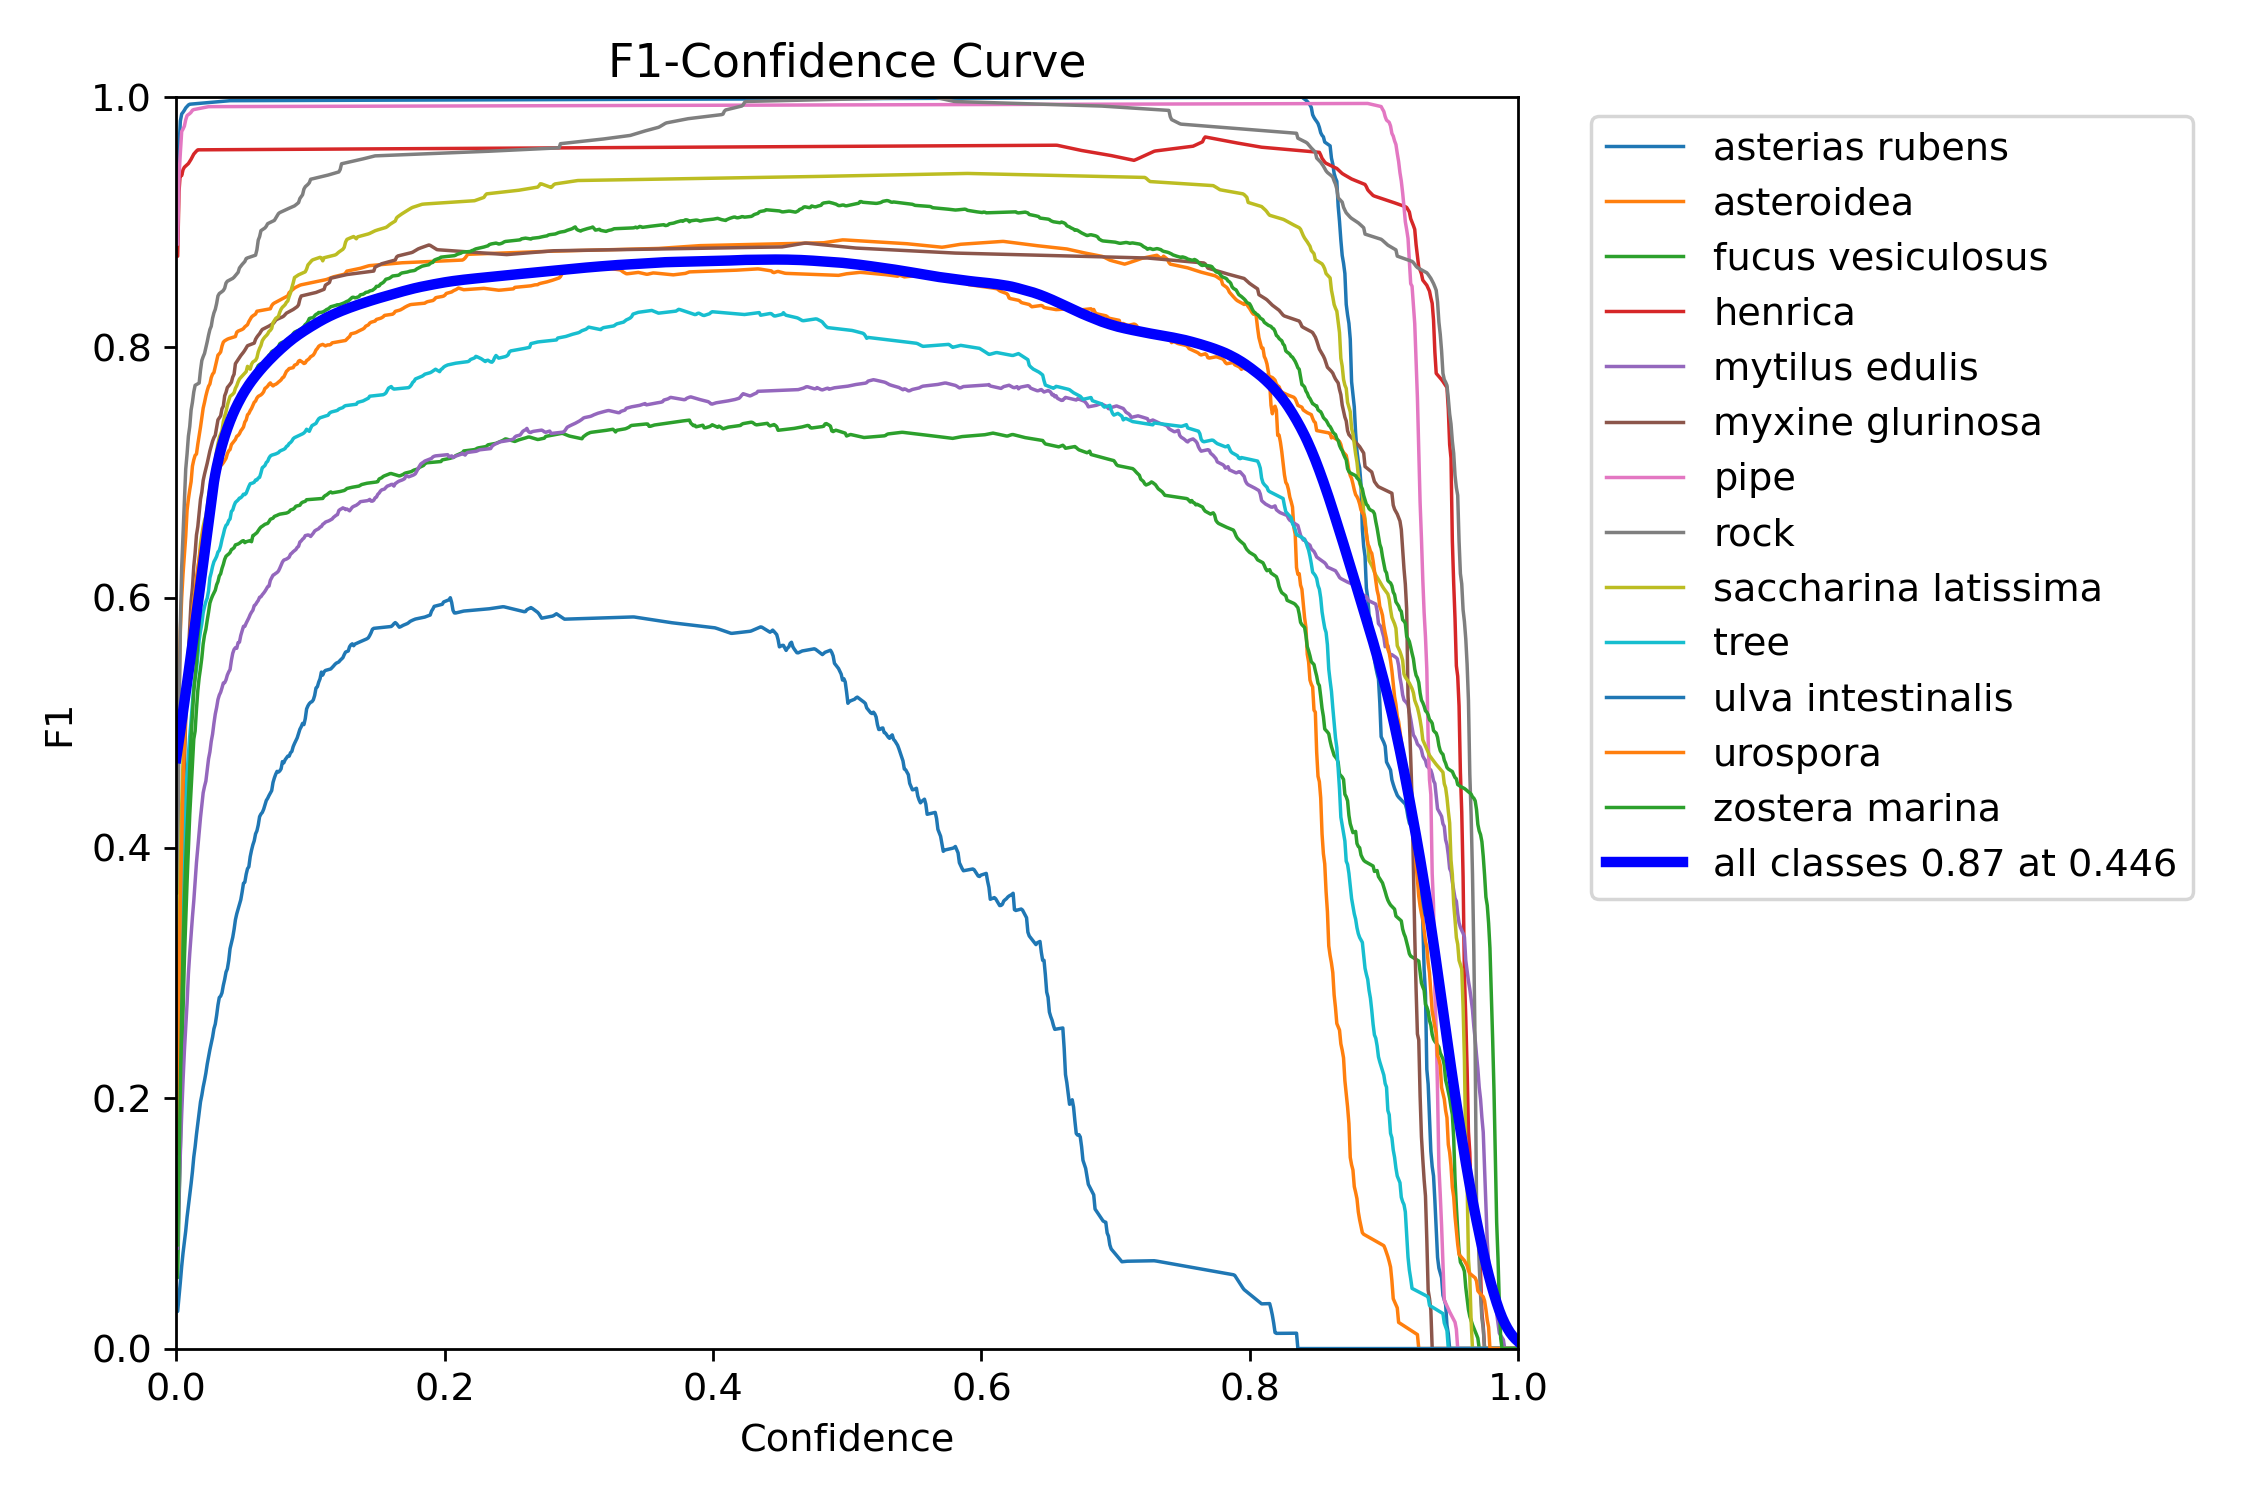 F1-Confidence Curve
1.0
0.8
0.6
0.4
0.2
0.0
F1
0.0 0.2 0.4 0.6 0.8 1.0
Confidence
asterias rubens
asteroidea
fucus vesiculosus
henrica
mytilus edulis
myxine glurinosa
pipe
rock
saccharina latissima
tree
ulva intestinalis
urospora
zostera marina
all classes 0.87 at 0.446